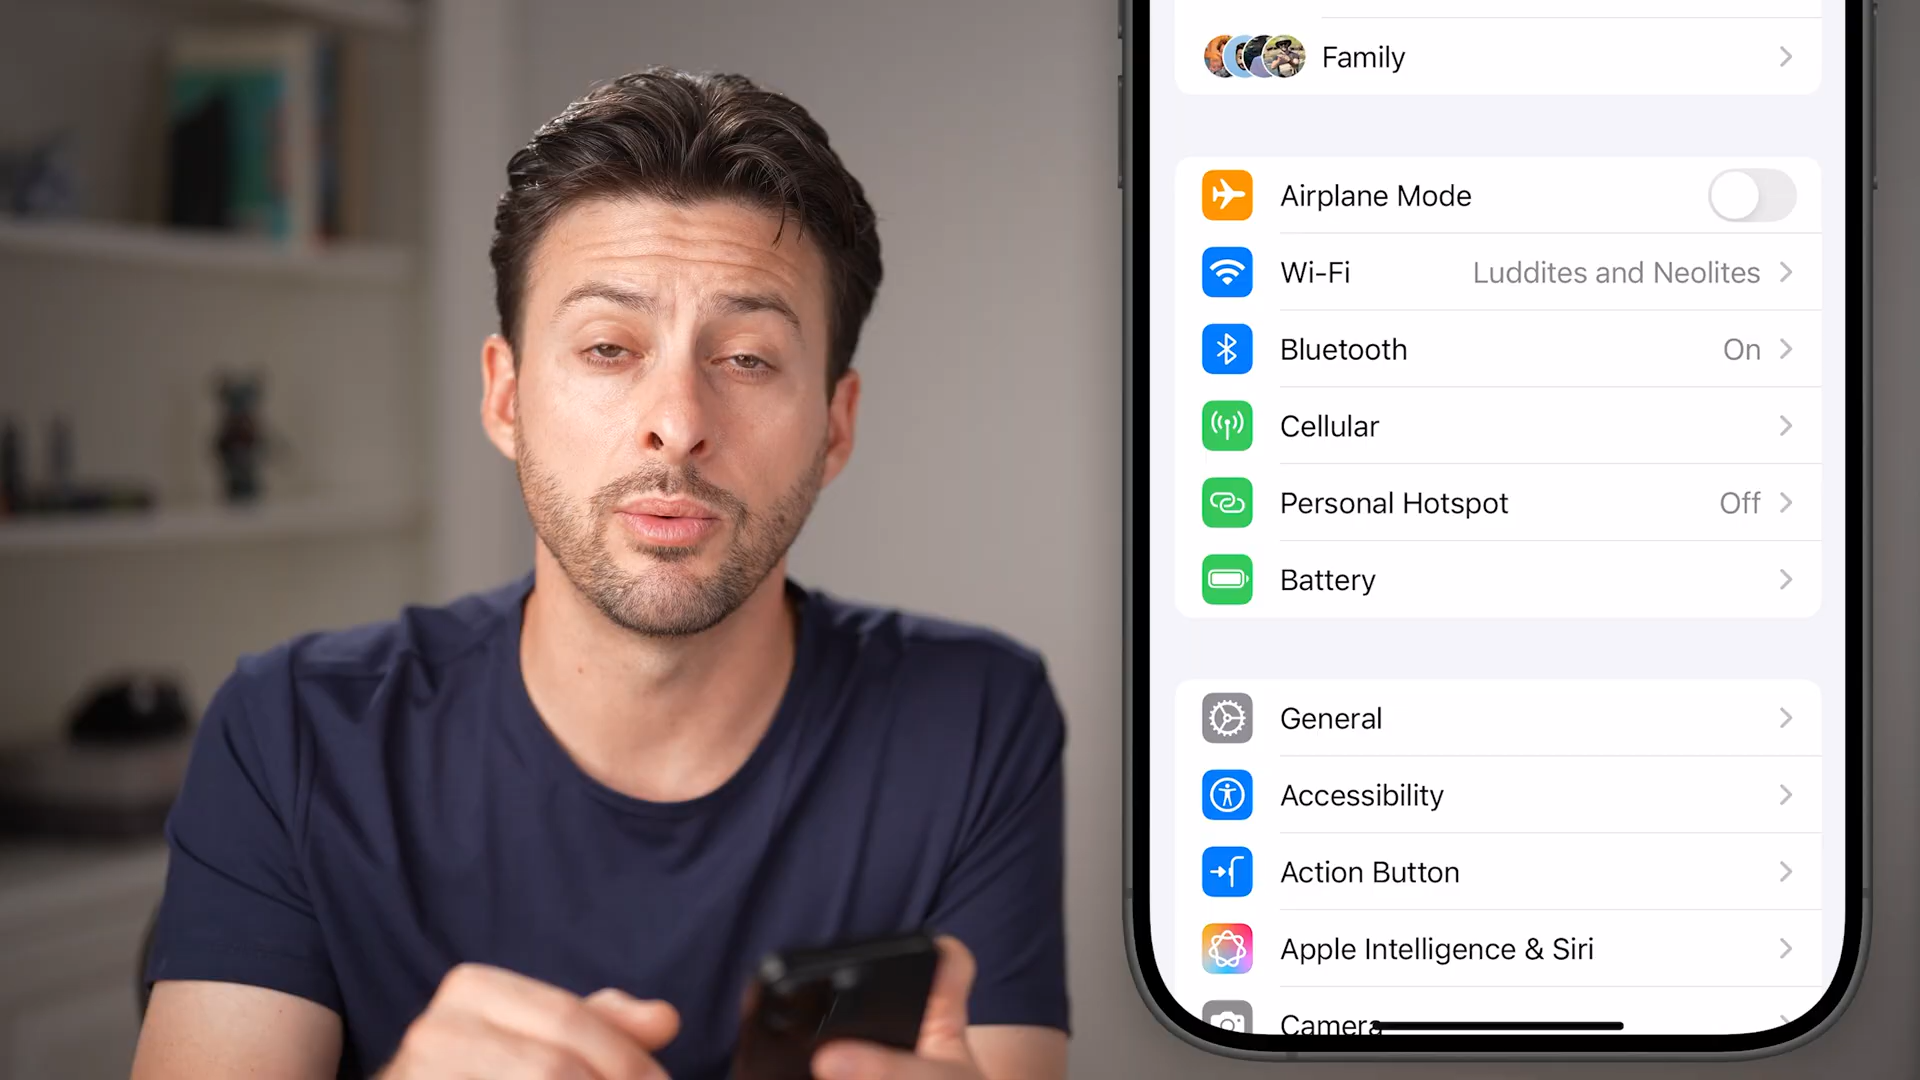 Family
Airplane Mode
Wi-Fi Luddites and Neolites
Bluetooth On
Cellular
Personal Hotspot Off
Battery
General
Accessibility
Action Button
Apple Intelligence & Siri
Camera